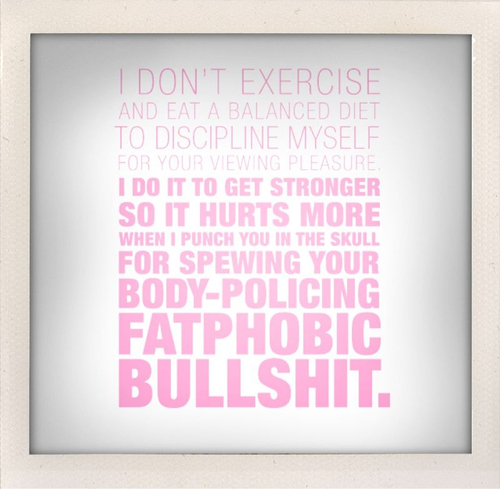 I DON'T EXERCISE
AND EAT A BALANCED DIET
TO DISCIPLINE MYSELF
FOR YOUR VIEWING PLEASURE.
I DO IT TO GET STRONGER
SO IT HURTS MORE
WHEN I PUNCH YOU IN THE SKULL
FOR SPEWING YOUR
BODY-POLICING
FATPHOBIC
BULLSHIT.